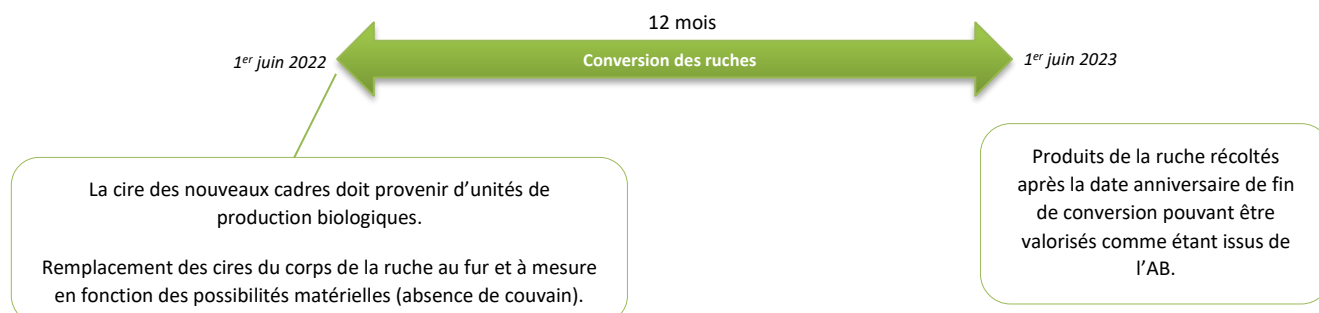 12 mois
1er juin 2022
Conversion des ruches
1er juin 2023
La cire des nouveaux cadres doit provenir d’unités de
production biologiques.
Remplacement des cires du corps de la ruche au fur et à mesure
en fonction des possibilités matérielles (absence de couvain).
Produits de la ruche récoltés
après la date anniversaire de fin
de conversion pouvant être
valorisés comme étant issus de
l’AB.